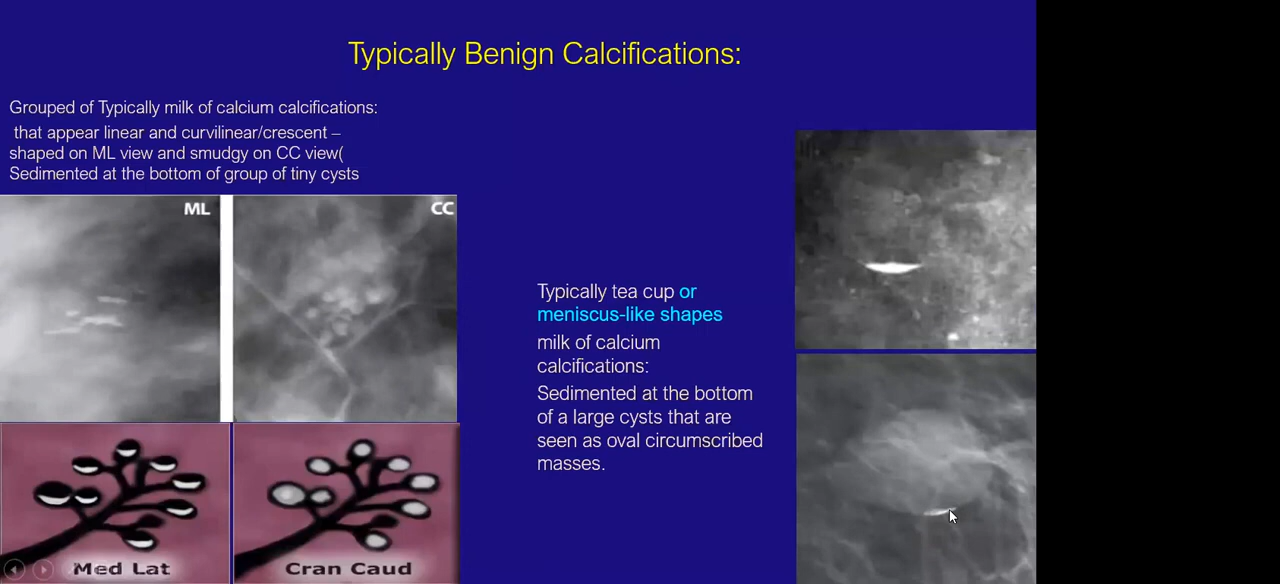 Typically Benign Calcifications:
Grouped of Typically milk of calcium calcifications:
that appear linear and curvilinear/crescent –
shaped on ML view and smudgy on CC view(
Sedimented at the bottom of group of tiny cysts
ML
CC
Med Lat
Cran Caud
Typically tea cup or
meniscus-like shapes
milk of calcium
calcifications:
Sedimented at the bottom
of a large cysts that are
seen as oval circumscribed
masses.